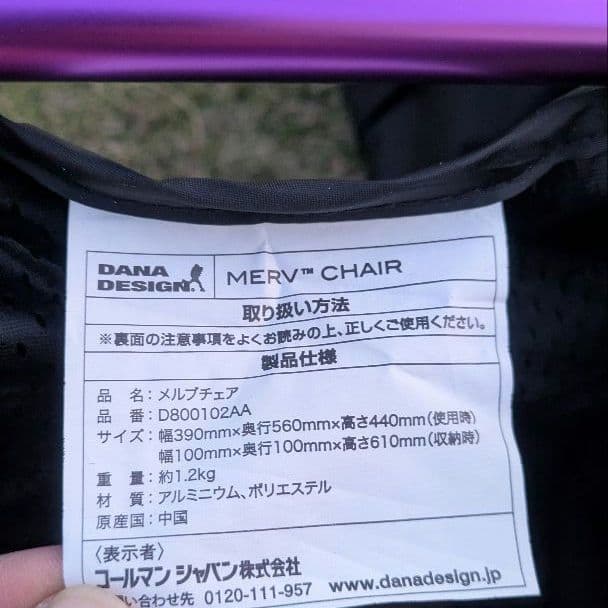 DANA
DESIGN
MERV™ CHAIR
取り扱い方法
※裏面の注意事項をよくお読みの上、正しくご使用ください。
製品仕様
品 名：メルブチェア
品 番：D800102AA
サイズ：幅390mm×奥行560mm×高さ440mm(使用時)
幅100mm×奥行100mm×高さ610mm(収納時)
重 量：約1.2kg
材 質：アルミニウム、ポリエステル
原産国：中国
〈表示者〉
コールマン ジャパン株式会社
い合わせ先 0120-111-957 www.danadesign.jp